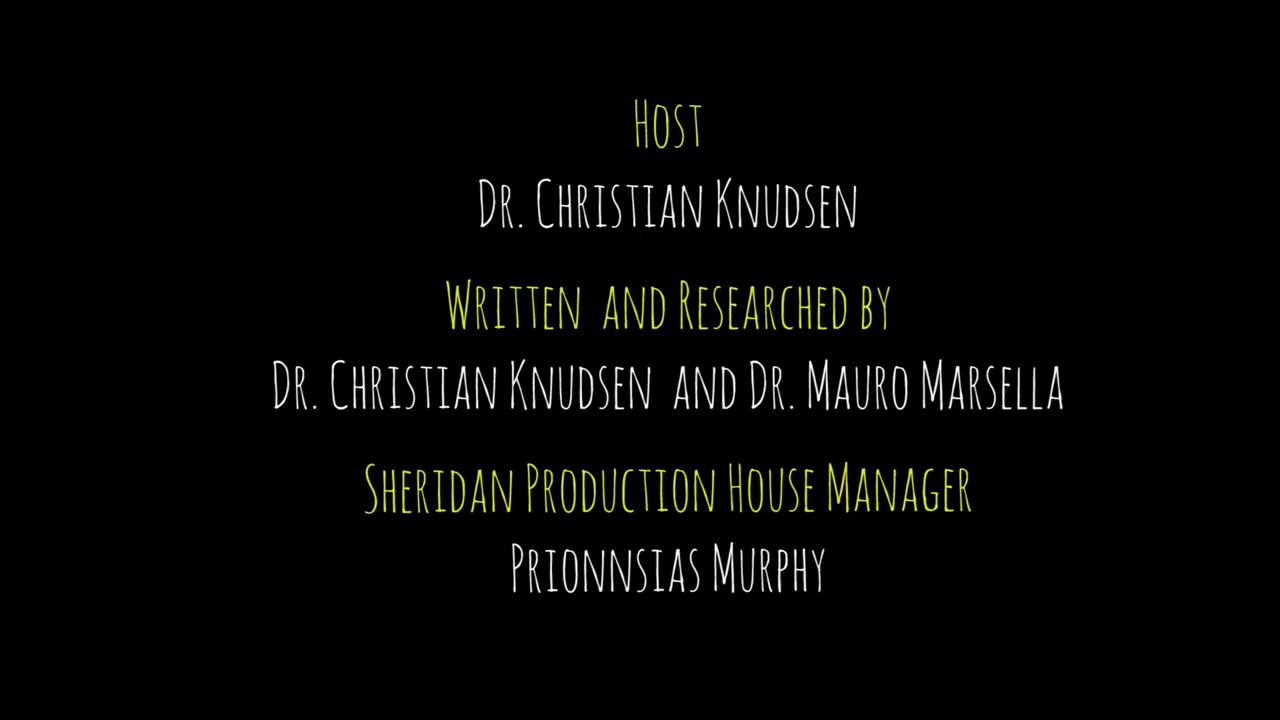 Host
Dr. Christian Knudsen
Written and Researched by
Dr. Christian Knudsen and Dr. Mauro Marsella
Sheridan Production House Manager
Prionnsias Murphy